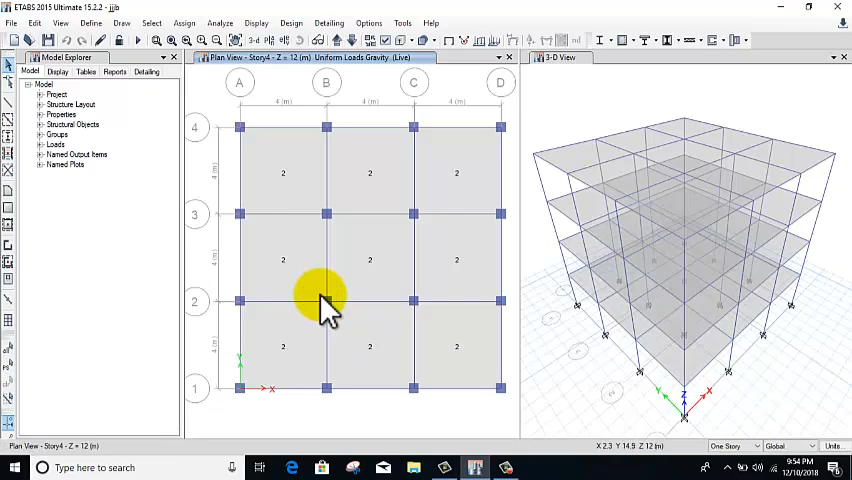 ETABS 2015 Ultimate 15.2.2 - jjjb
File Edit View Define Draw Select Assign Analyze Display Design Detailing Options Tools Help
Model Explorer
Model Display Tables Reports Detailing
Model
Project
Structure Layout
Properties
Structural Objects
Groups
Loads
Named Output Items
Named Plots
Plan View - Story4 - Z = 12 (m) Uniform Loads Gravity (Live)
A B C D
4 (m) 4 (m) 4 (m)
4
4 (m)
2 2 2
3
4 (m)
2 2 2
2
4 (m)
2 2 2
Y
1
X
3-D View
Y Z X
Plan View - Story4 - Z = 12 (m)
X 2.3 Y 14.9 Z 12 (m)
One Story
Global
Units...
Type here to search
9:54 PM
12/10/2018